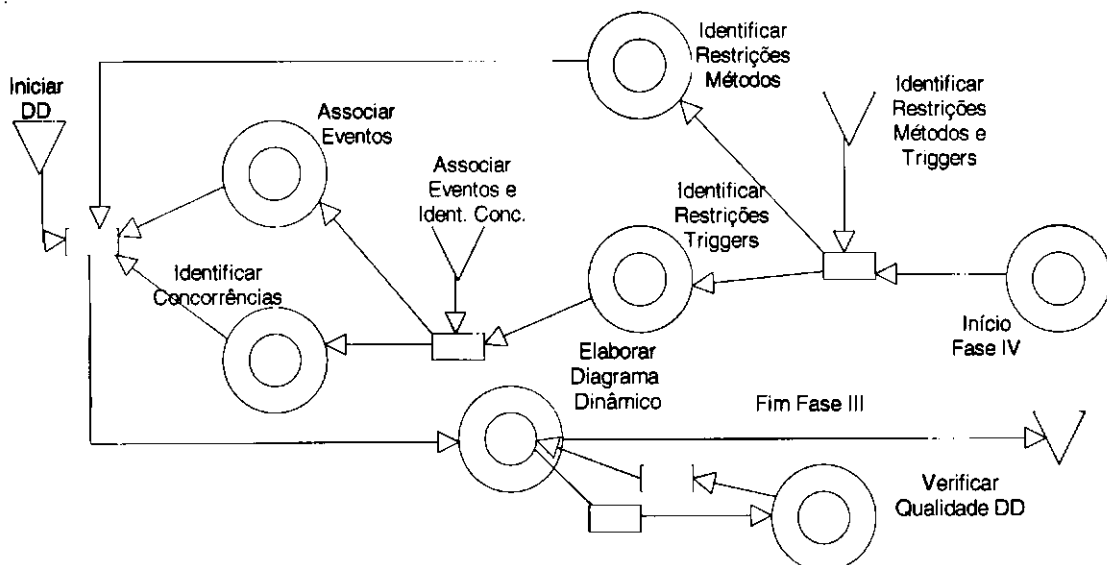 Iniciar
DD
Associar
Eventos
Associar
Eventos e
Ident. Conc.
Identificar
Restrições
Métodos
Identificar
Restrições
Métodos e
Triggers
Identificar
Restrições
Triggers
Identificar
Concorrências
Início
Fase IV
Elaborar
Diagrama
Dinâmico
Fim Fase III
Verificar
Qualidade DD